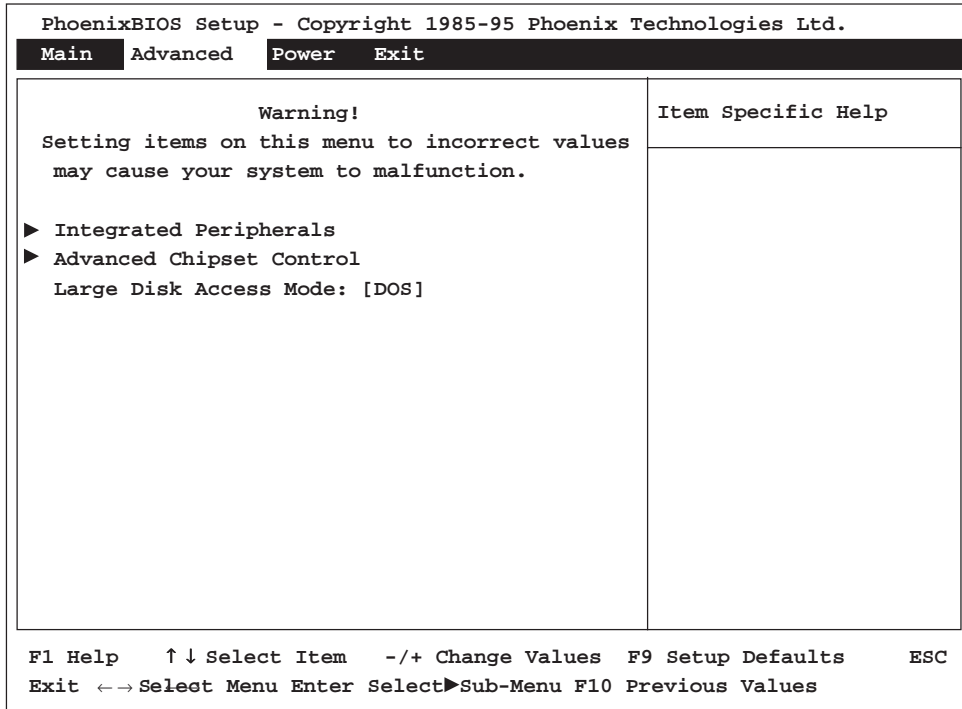 PhoenixBIOS Setup - Copyright 1985-95 Phoenix Technologies Ltd.
Main Advanced Power Exit
Warning!
Setting items on this menu to incorrect values
may cause your system to malfunction.
Item Specific Help
▶ Integrated Peripherals
▶ Advanced Chipset Control
Large Disk Access Mode: [DOS]
F1 Help ↑↓ Select Item -/+ Change Values F9 Setup Defaults ESC
Exit ←→ Select Menu Enter Select▶Sub-Menu F10 Previous Values